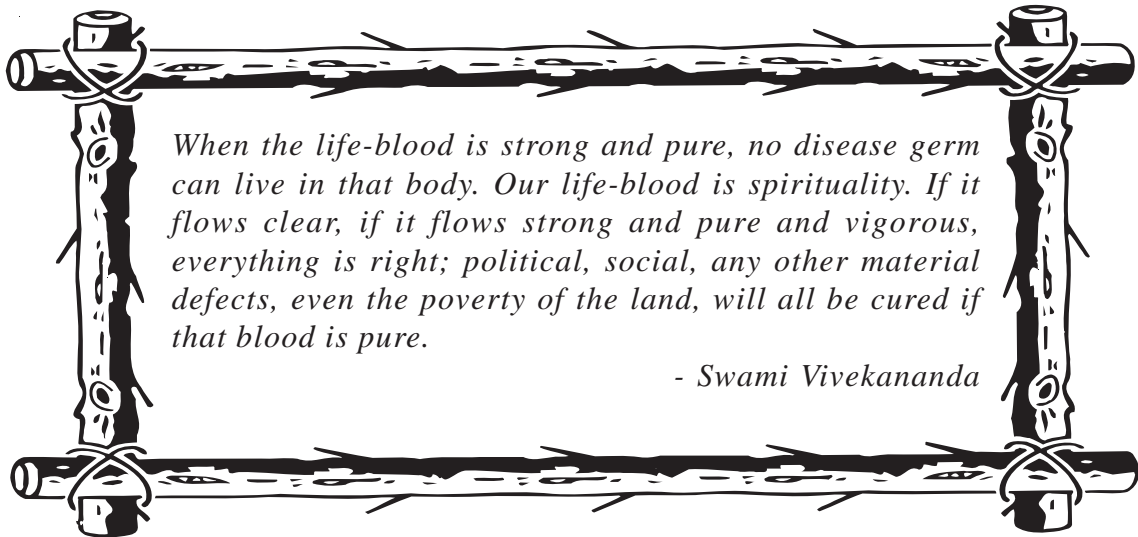 When the life-blood is strong and pure, no disease germ
can live in that body. Our life-blood is spirituality. If it
flows clear, if it flows strong and pure and vigorous,
everything is right; political, social, any other material
defects, even the poverty of the land, will all be cured if
that blood is pure.
- Swami Vivekananda